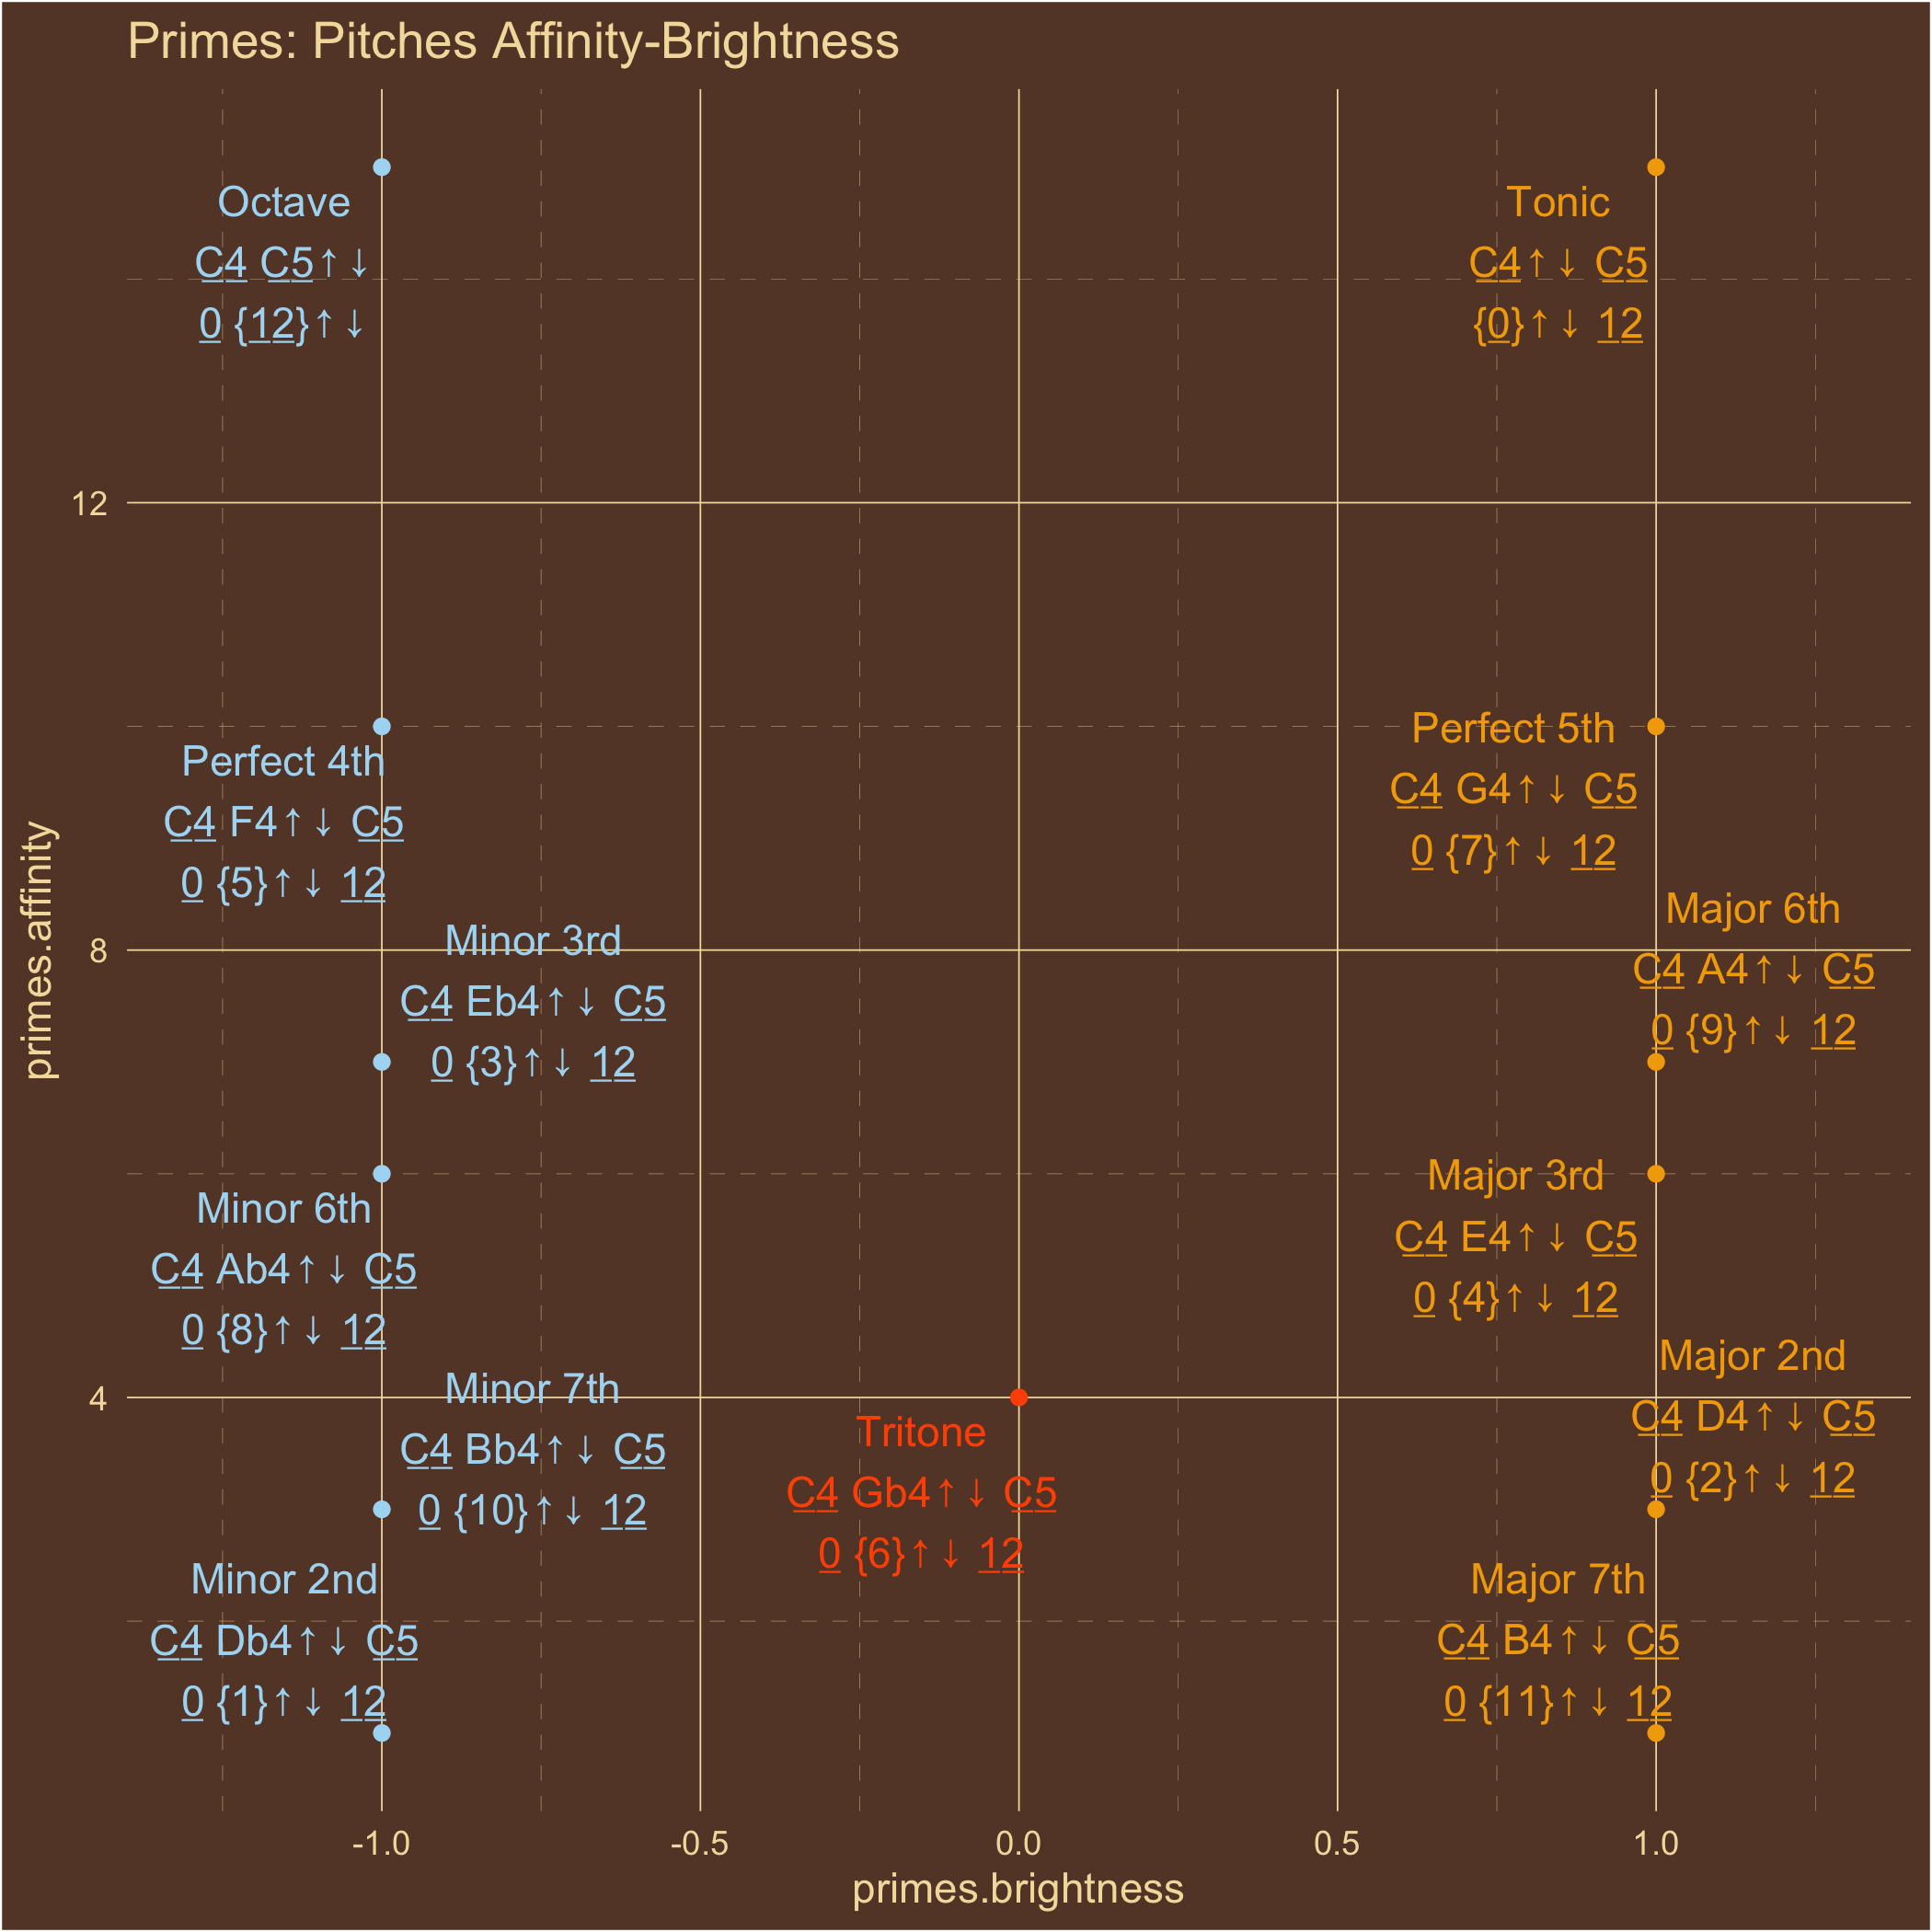 Primes: Pitches Affinity-Brightness
Octave
C4 C5↑↓
0 {12}↑↓
Tonic
C4↑↓ C5
{0}↑↓ 12
12
Perfect 4th
C4 F4↑↓ C5
0 {5}↑↓ 12
Perfect 5th
C4 G4↑↓ C5
0 {7}↑↓ 12
primes.affinity
8
Minor 3rd
C4 Eb4↑↓ C5
0 {3}↑↓ 12
Major 6th
C4 A4↑↓ C5
0 {9}↑↓ 12
Minor 6th
C4 Ab4↑↓ C5
0 {8}↑↓ 12
Major 3rd
C4 E4↑↓ C5
0 {4}↑↓ 12
4
Minor 7th
C4 Bb4↑↓ C5
0 {10}↑↓ 12
Tritone
C4 Gb4↑↓ C5
0 {6}↑↓ 12
Major 2nd
C4 D4↑↓ C5
0 {2}↑↓ 12
Minor 2nd
C4 Db4↑↓ C5
0 {1}↑↓ 12
Major 7th
C4 B4↑↓ C5
0 {11}↑↓ 12
-1.0 -0.5 0.0 0.5 1.0
primes.brightness